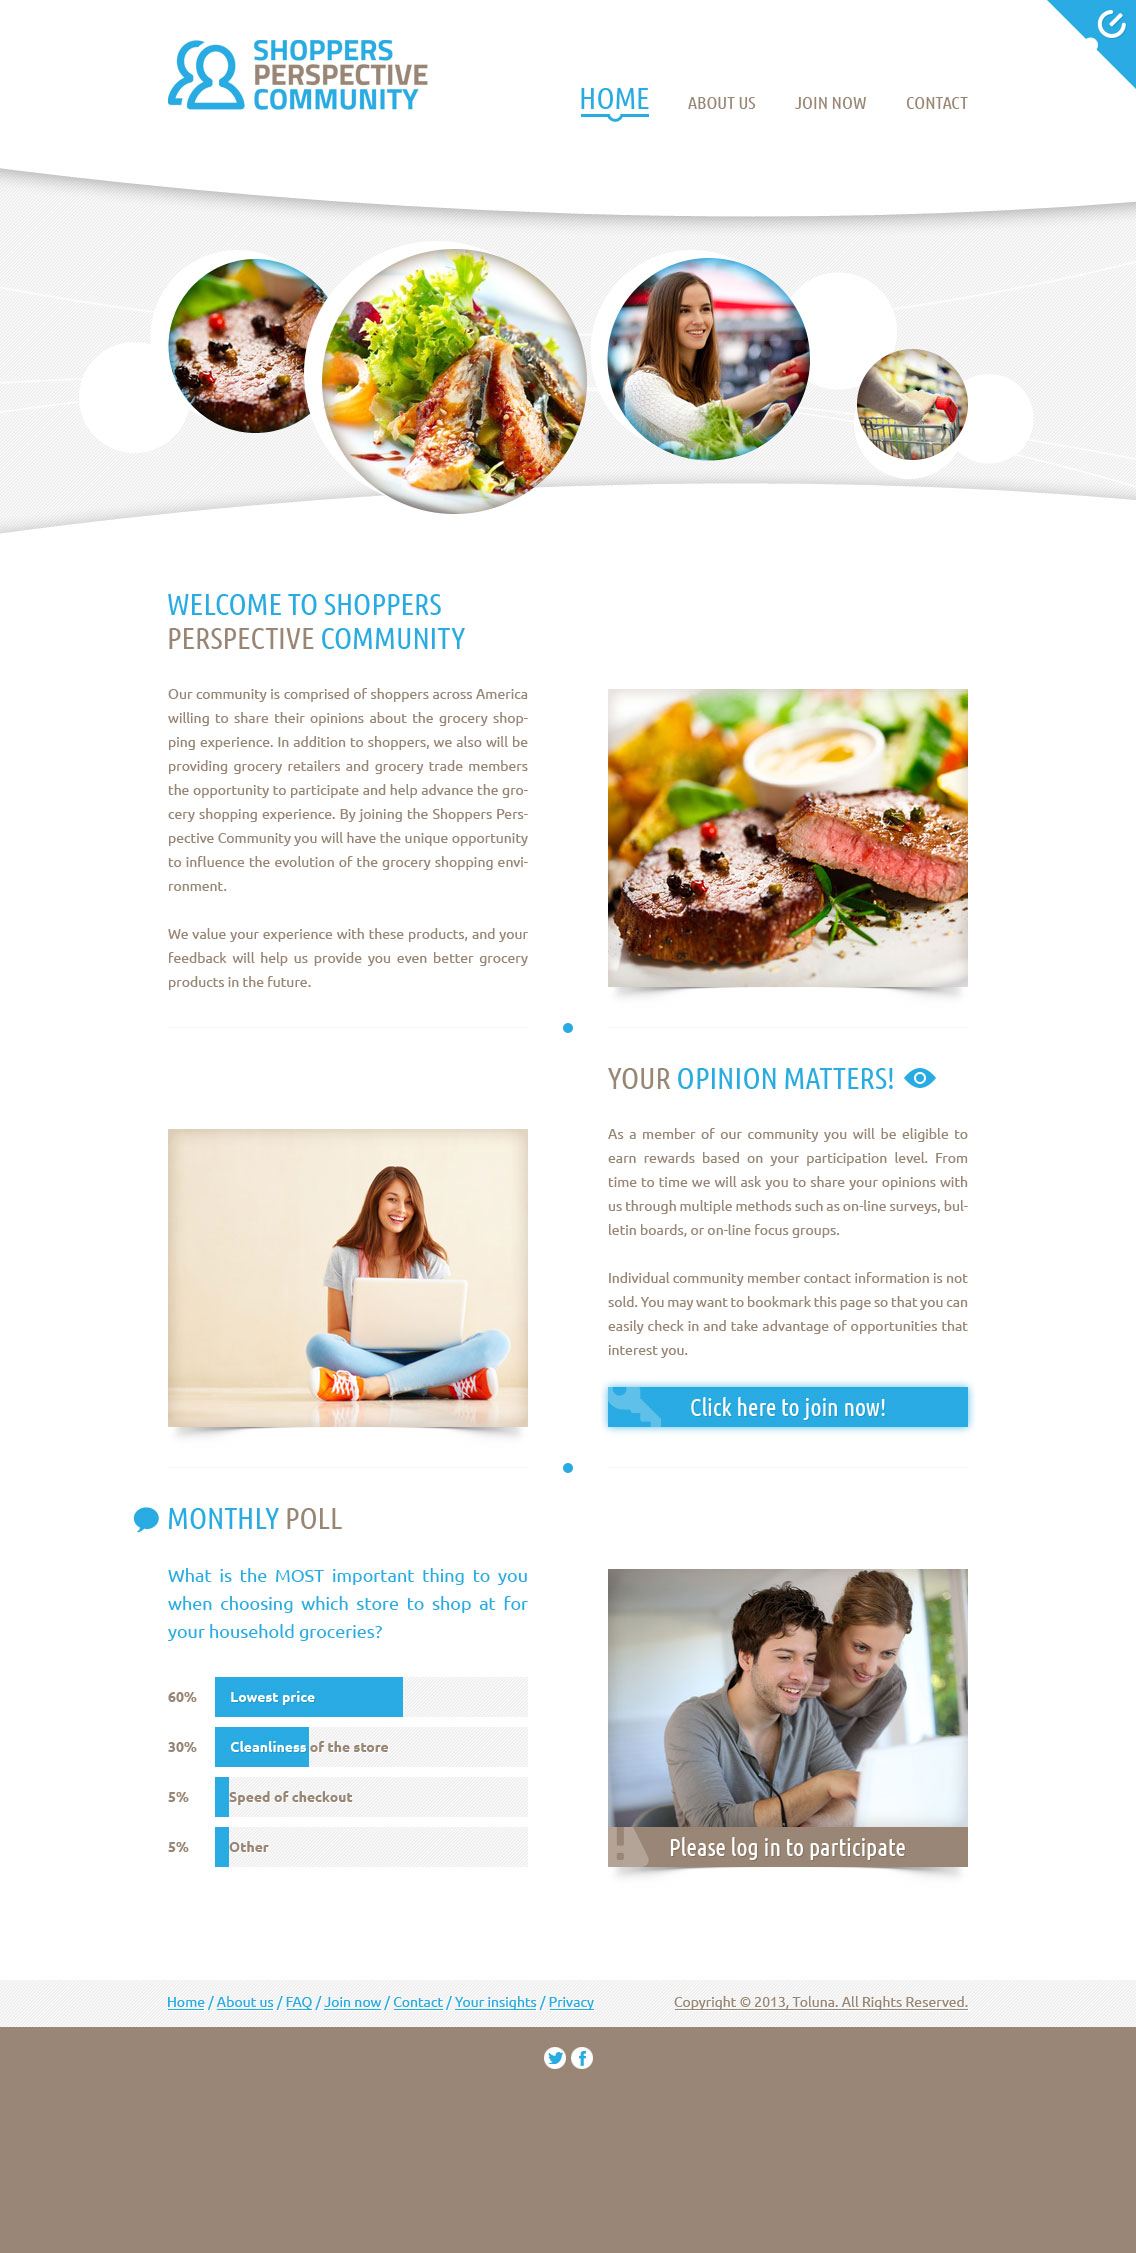 SHOPPERS
PERSPECTIVE
COMMUNITY
HOME
ABOUT US
JOIN NOW
CONTACT
WELCOME TO SHOPPERS
PERSPECTIVE COMMUNITY
Our community is comprised of shoppers across America
willing to share their opinions about the grocery shop-
ping experience. In addition to shoppers, we also will be
providing grocery retailers and grocery trade members
the opportunity to participate and help advance the gro-
cery shopping experience. By joining the Shoppers Pers-
pective Community you will have the unique opportunity
to influence the evolution of the grocery shopping envi-
ronment.
We value your experience with these products, and your
feedback will help us provide you even better grocery
products in the future.
YOUR OPINION MATTERS!
As a member of our community you will be eligible to
earn rewards based on your participation level. From
time to time we will ask you to share your opinions with
us through multiple methods such as on-line surveys, bul-
letin boards, or on-line focus groups.
Individual community member contact information is not
sold. You may want to bookmark this page so that you can
easily check in and take advantage of opportunities that
interest you.
Click here to join now!
MONTHLY POLL
What is the MOST important thing to you
when choosing which store to shop at for
your household groceries?
60% Lowest price
30% Cleanliness of the store
5% Speed of checkout
5% Other
Please log in to participate
Home / About us / FAQ / Join now / Contact / Your insights / Privacy
Copyright © 2013, Toluna. All Rights Reserved.